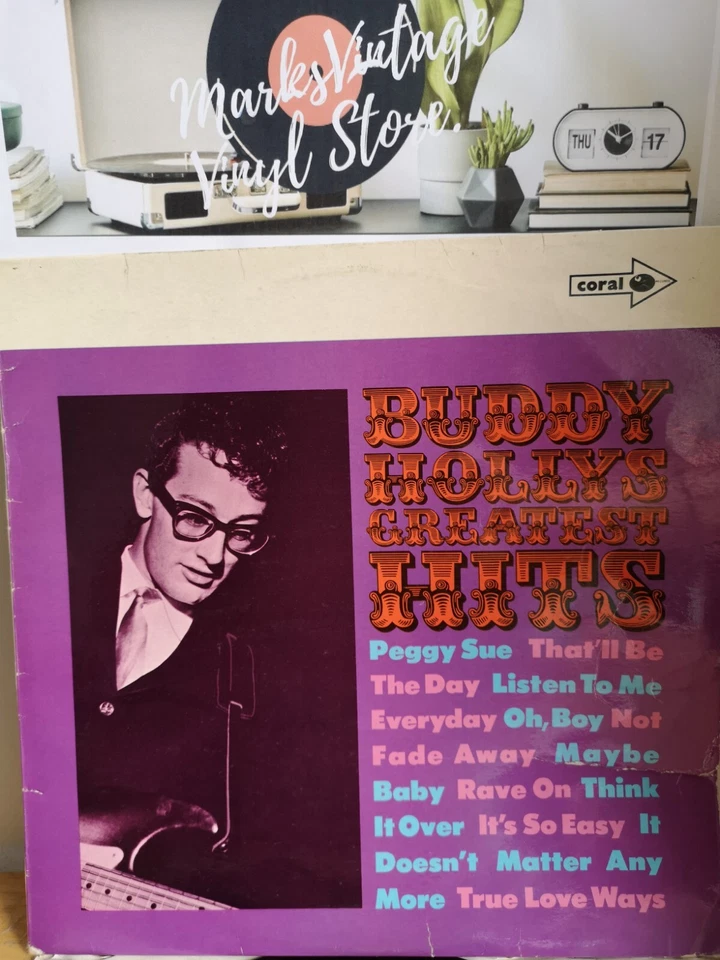 MarksVintage
Vinyl Store.
THU 17
coral
BUDDY
HOLLYS
GREATEST
HITS
Peggy Sue That'll Be
The Day Listen To Me
Everyday Oh, Boy Not
Fade Away Maybe
Baby Rave On Think
It Over It's So Easy It
Doesn't Matter Any
More True Love Ways